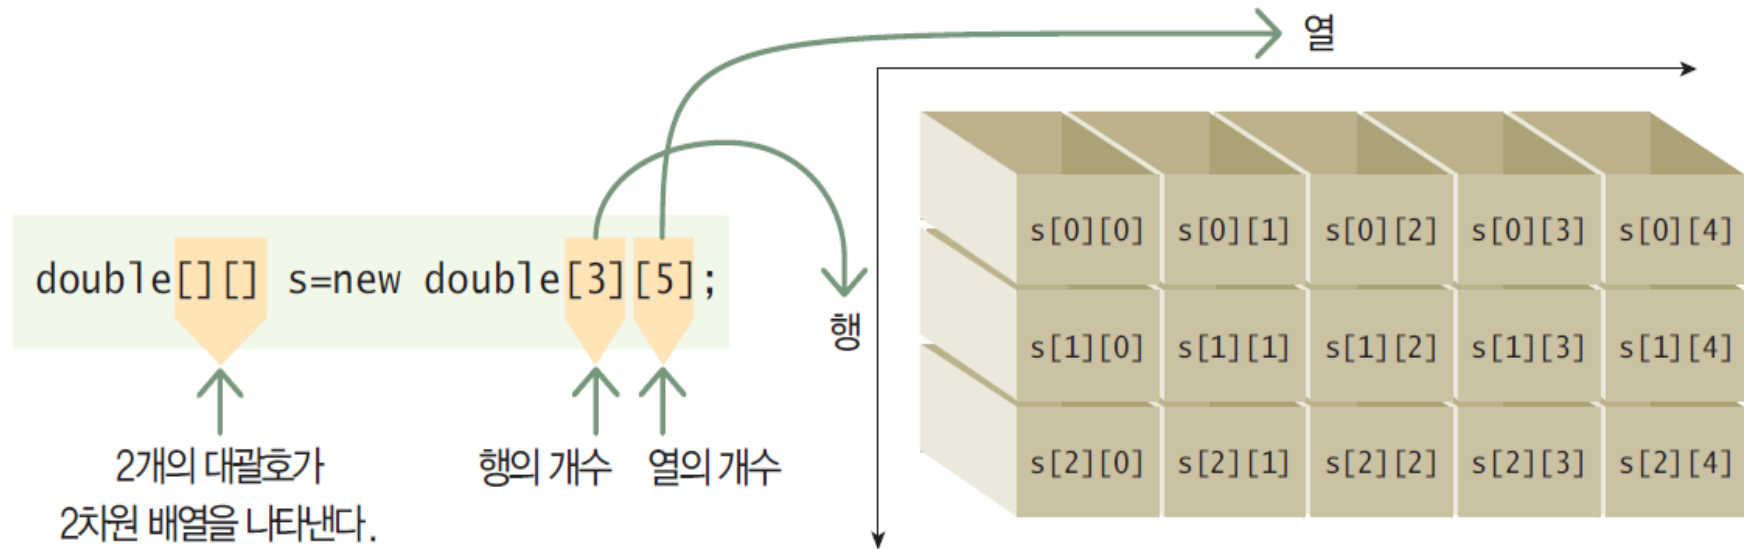 열
double[][] s=new double[3][5];
행
2개의 대괄호가
2차원 배열을 나타낸다.
행의 개수
열의 개수
s[0][0] s[0][1] s[0][2] s[0][3] s[0][4]
s[1][0] s[1][1] s[1][2] s[1][3] s[1][4]
s[2][0] s[2][1] s[2][2] s[2][3] s[2][4]